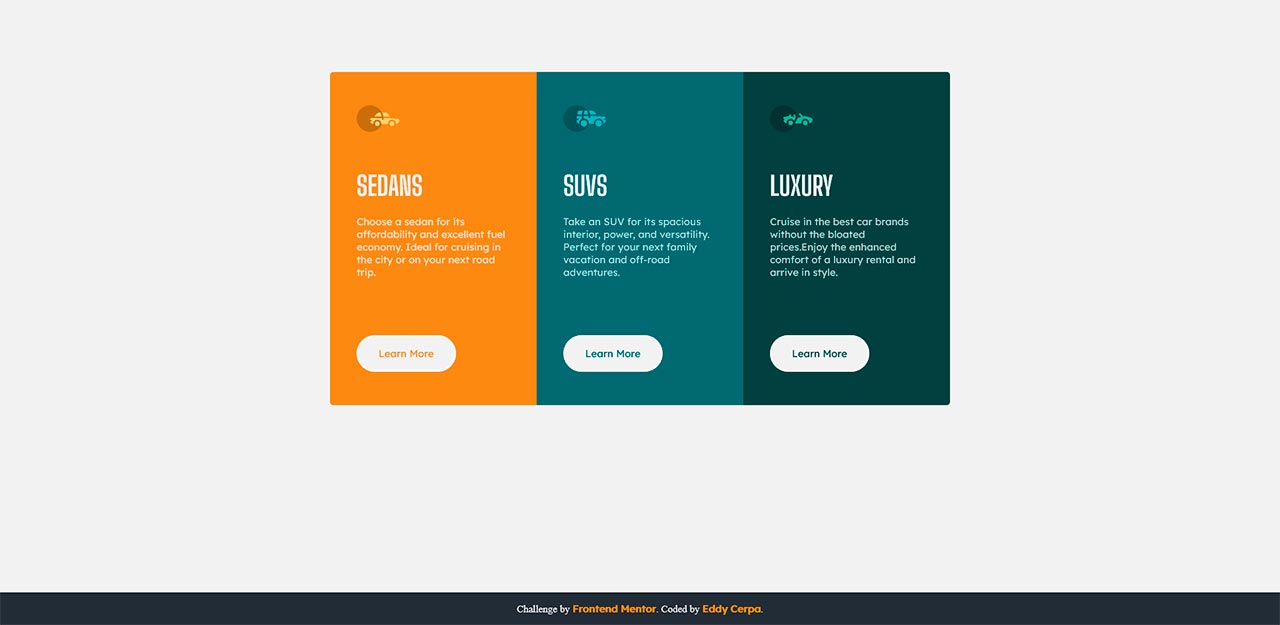 SEDANS
Choose a sedan for its
affordability and excellent fuel
economy. Ideal for cruising in
the city or on your next road
trip.
Learn More
SUVS
Take an SUV for its spacious
interior, power, and versatility.
Perfect for your next family
vacation and off-road
adventures.
Learn More
LUXURY
Cruise in the best car brands
without the bloated
prices.Enjoy the enhanced
comfort of a luxury rental and
arrive in style.
Learn More
Challenge by Frontend Mentor. Coded by Eddy Cerpa.